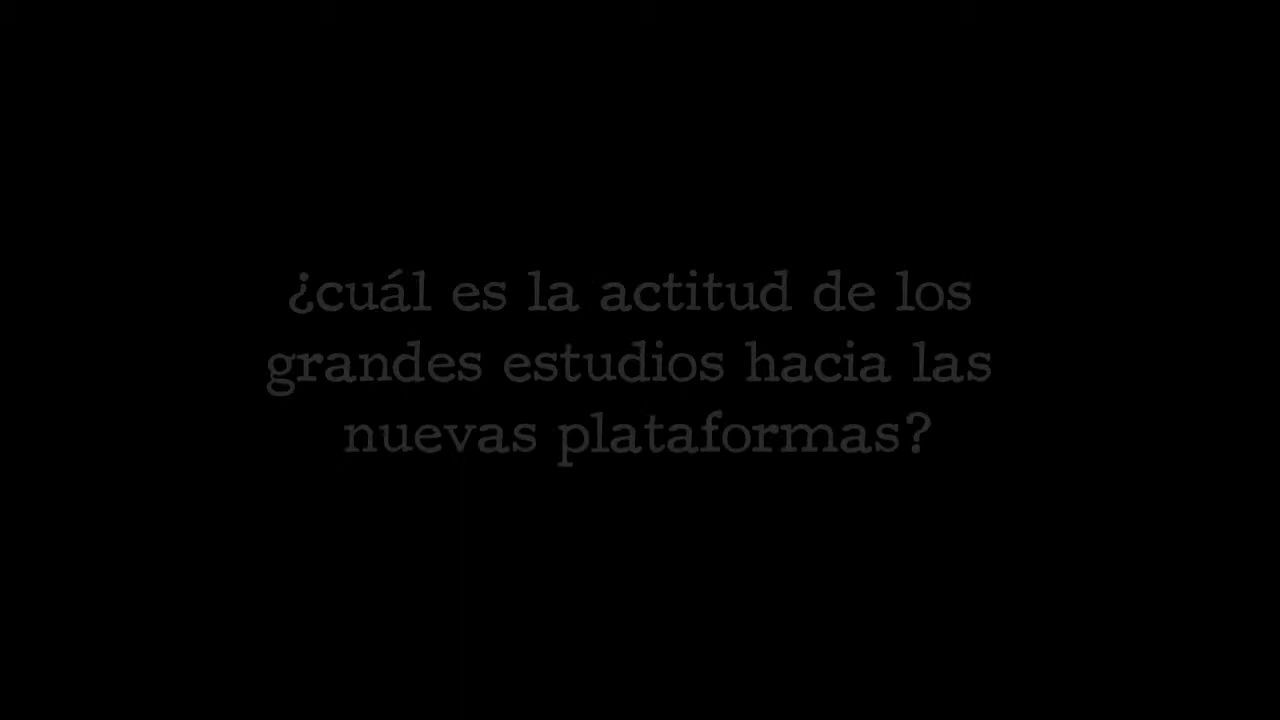 ¿cuál es la actitud de los
grandes estudios hacia las
nuevas plataformas?